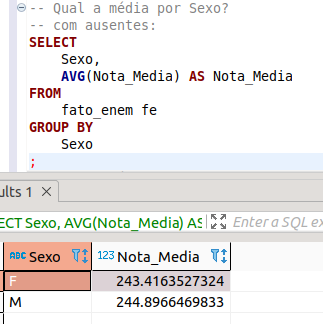 -- Qual a média por Sexo?
-- com ausentes:
SELECT
Sexo,
AVG(Nota_Media) AS Nota_Media
FROM
fato_enem fe
GROUP BY
Sexo
;
ults 1
ECT Sexo, AVG(Nota_Media) AS
Enter a SQL ex
ABC Sexo 123 Nota_Media
F 243.4163527324
M 244.8966469833